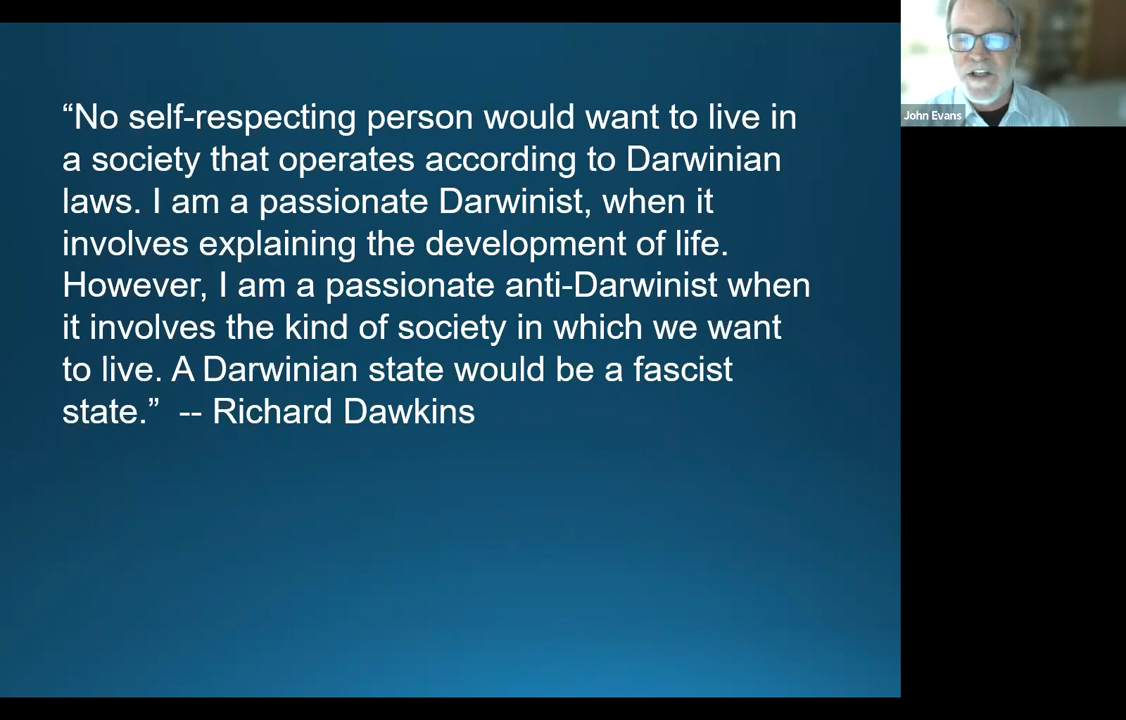 “No self-respecting person would want to live in
a society that operates according to Darwinian
laws. I am a passionate Darwinist, when it
involves explaining the development of life.
However, I am a passionate anti-Darwinist when
it involves the kind of society in which we want
to live. A Darwinian state would be a fascist
state.”  -- Richard Dawkins
John Evans